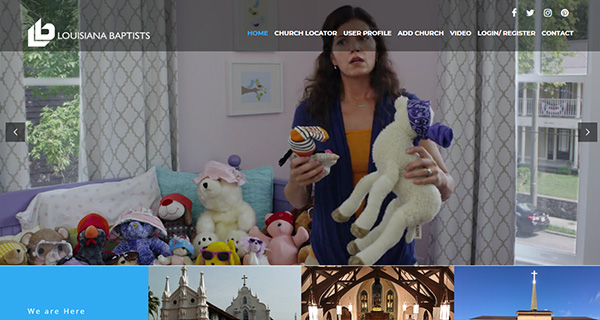 LOUISIANA BAPTISTS
HOME CHURCH LOCATOR USER PROFILE ADD CHURCH VIDEO LOGIN/ REGISTER CONTACT
We are Here